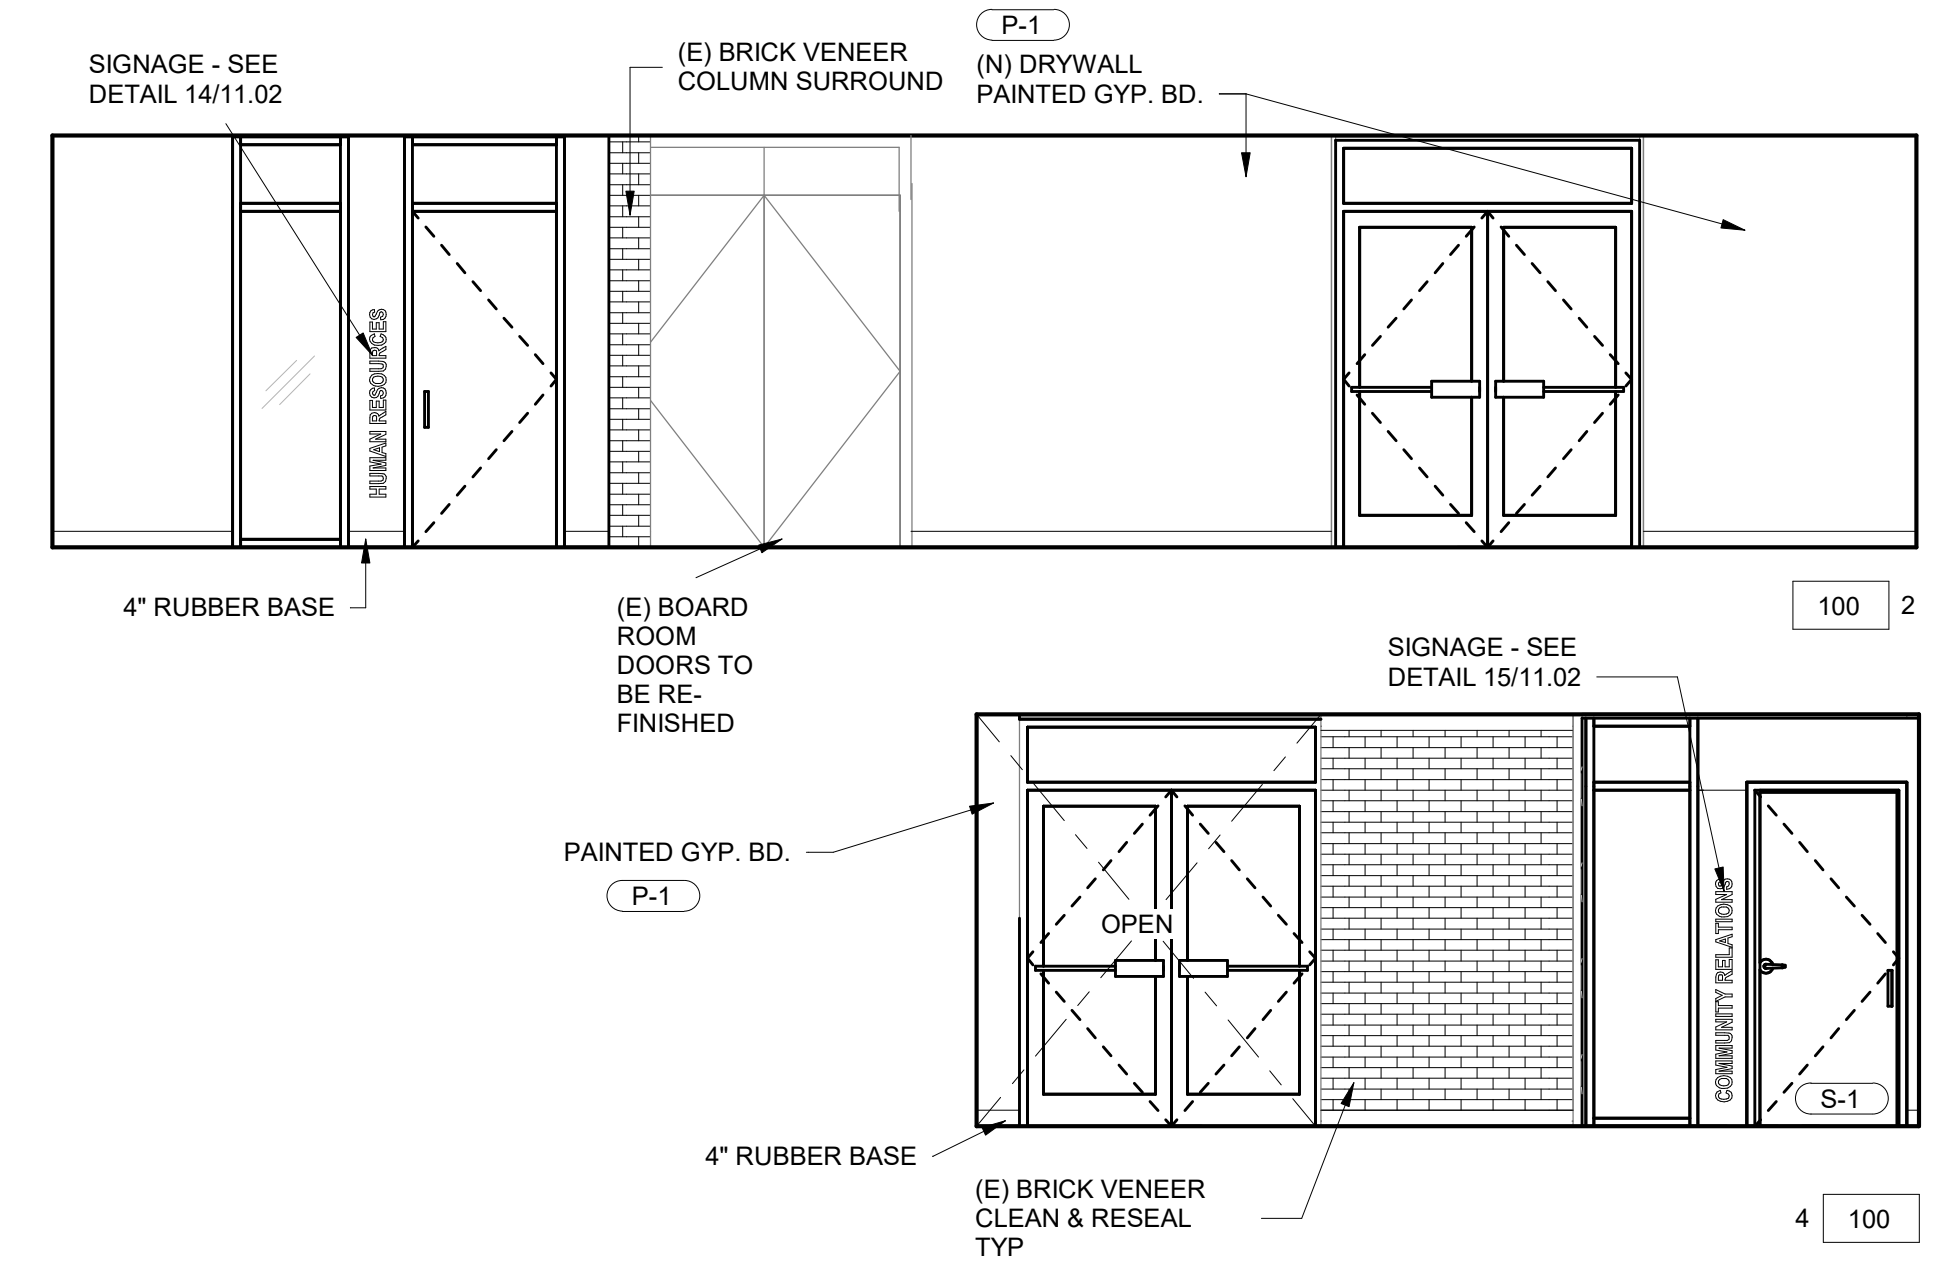 P-1
SIGNAGE - SEE
DETAIL 14/11.02
(E) BRICK VENEER
COLUMN SURROUND
(N) DRYWALL
PAINTED GYP. BD.
HUMAN RESOURCES
4" RUBBER BASE
(E) BOARD
ROOM
DOORS TO
BE RE-
FINISHED
100 2
SIGNAGE - SEE
DETAIL 15/11.02
PAINTED GYP. BD.
P-1
OPEN
COMMUNITY RELATIONS
S-1
4" RUBBER BASE
(E) BRICK VENEER
CLEAN & RESEAL
TYP
4 100